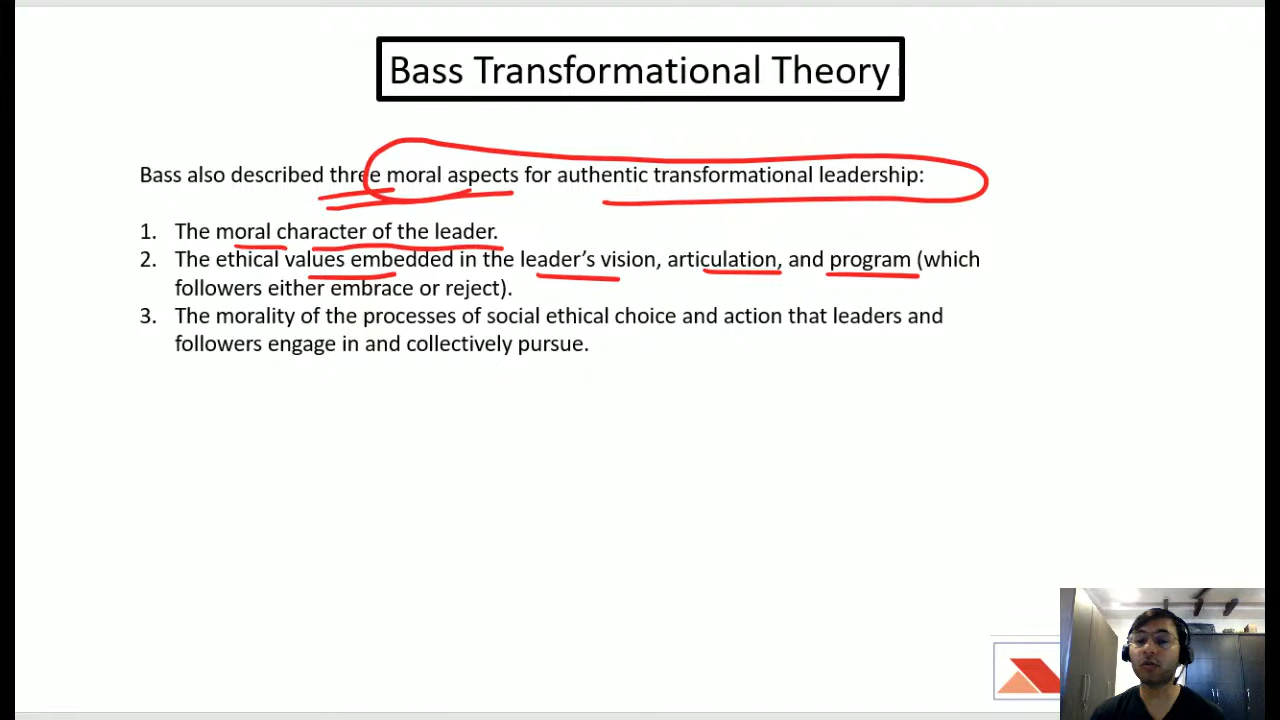 Bass Transformational Theory
Bass also described three moral aspects for authentic transformational leadership:
1. The moral character of the leader.
2. The ethical values embedded in the leader's vision, articulation, and program (which
followers either embrace or reject).
3. The morality of the processes of social ethical choice and action that leaders and
followers engage in and collectively pursue.